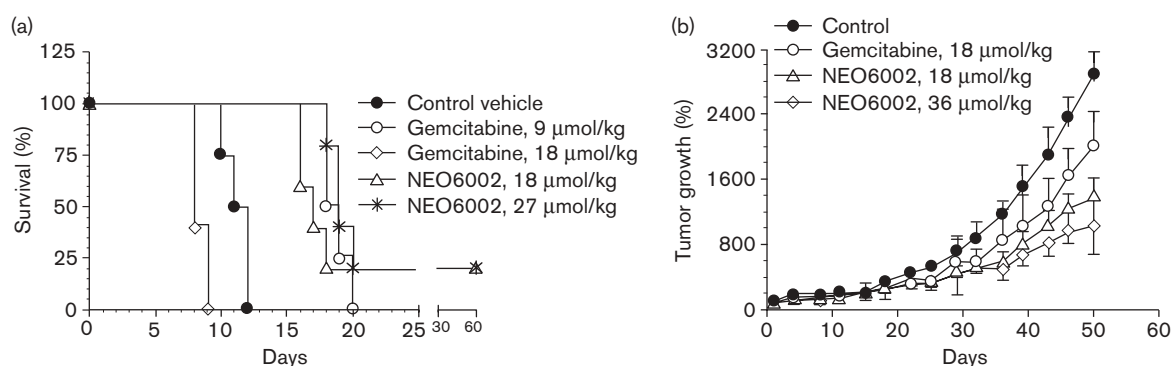 (a)
125
100
75
50
25
0
Survival (%)
0
5
10
15
20
25
30
60
Days
Control vehicle
Gemcitabine, 9 μmol/kg
Gemcitabine, 18 μmol/kg
NEO6002, 18 μmol/kg
NEO6002, 27 μmol/kg
(b)
Control
Gemcitabine, 18 μmol/kg
NEO6002, 18 μmol/kg
NEO6002, 36 μmol/kg
3200
2400
1600
800
0
Tumor growth (%)
0
10
20
30
40
50
60
Days